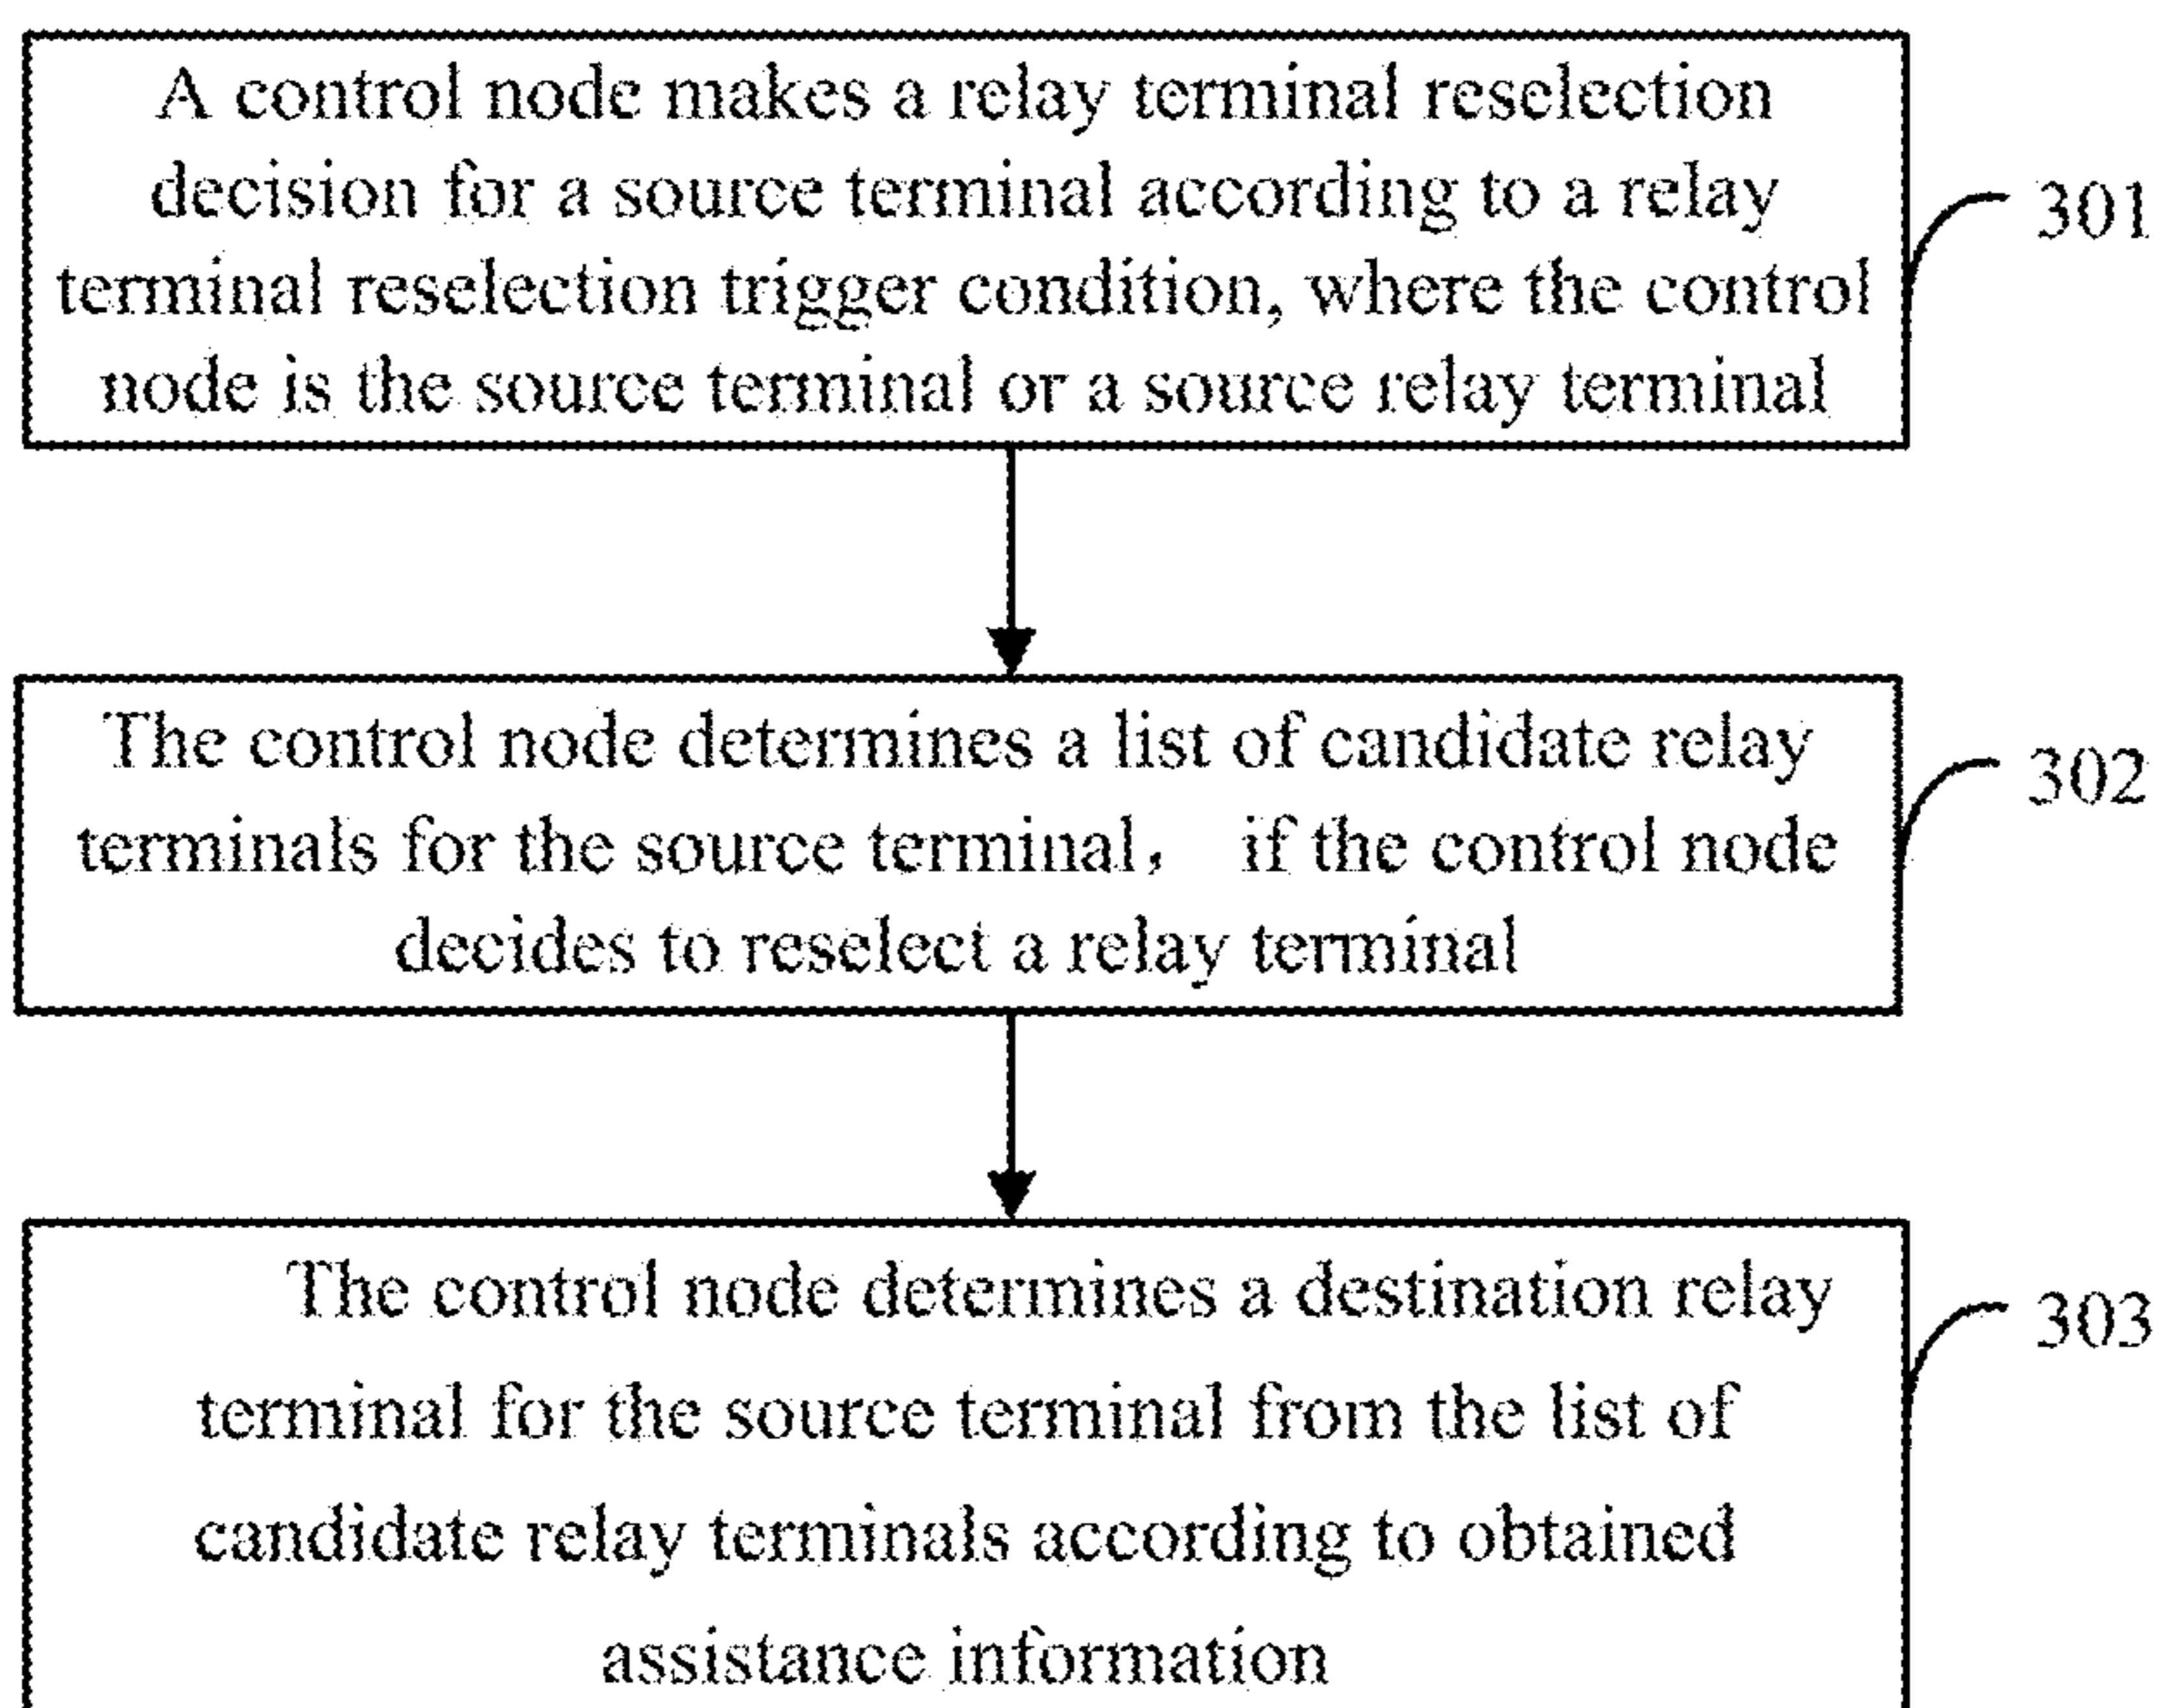 A control node makes a relay terminal reselection
decision for a source terminal according to a relay
terminal reselection trigger condition, where the control
node is the source terminal or a source relay terminal
301
The control node determines a list of candidate relay
terminals for the source terminal， if the control node
decides to reselect a relay terminal
302
The control node determines a destination relay
terminal for the source terminal from the list of
candidate relay terminals according to obtained
assistance information
303